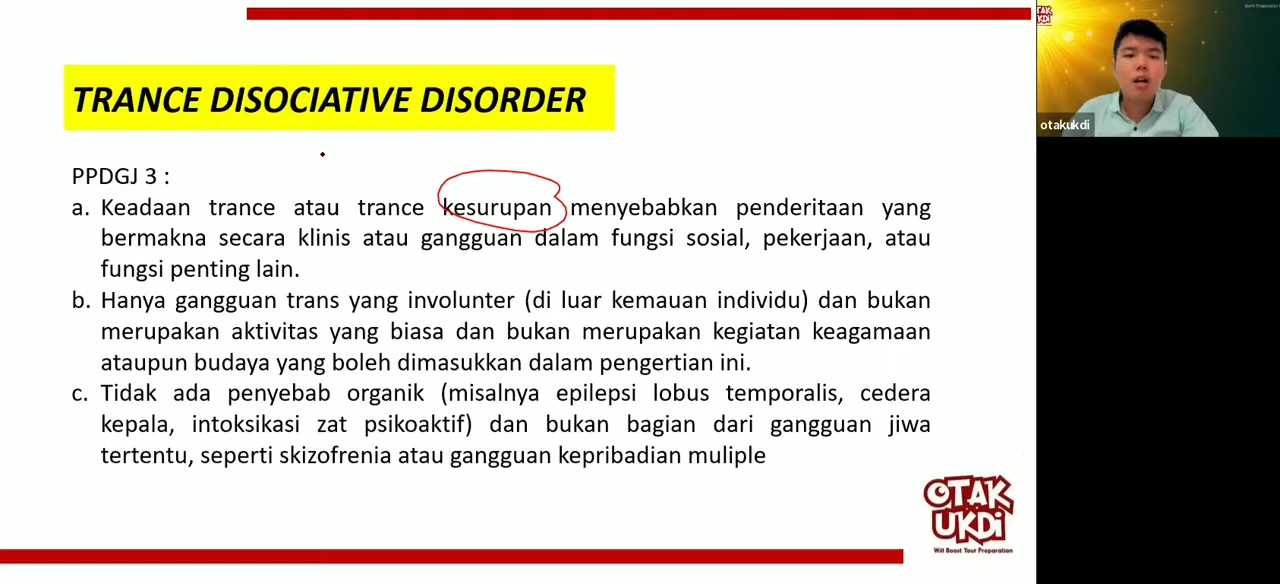 TRANCE DISOCIATIVE DISORDER
PPDGJ 3 :
a. Keadaan trance atau trance kesurupan menyebabkan penderitaan yang
bermakna secara klinis atau gangguan dalam fungsi sosial, pekerjaan, atau
fungsi penting lain.
b. Hanya gangguan trans yang involunter (di luar kemauan individu) dan bukan
merupakan aktivitas yang biasa dan bukan merupakan kegiatan keagamaan
ataupun budaya yang boleh dimasukkan dalam pengertian ini.
c. Tidak ada penyebab organik (misalnya epilepsi lobus temporalis, cedera
kepala, intoksikasi zat psikoaktif) dan bukan bagian dari gangguan jiwa
tertentu, seperti skizofrenia atau gangguan kepribadian muliple
OTAK
UKDi
Will Boost Your Preparation
otakukdi